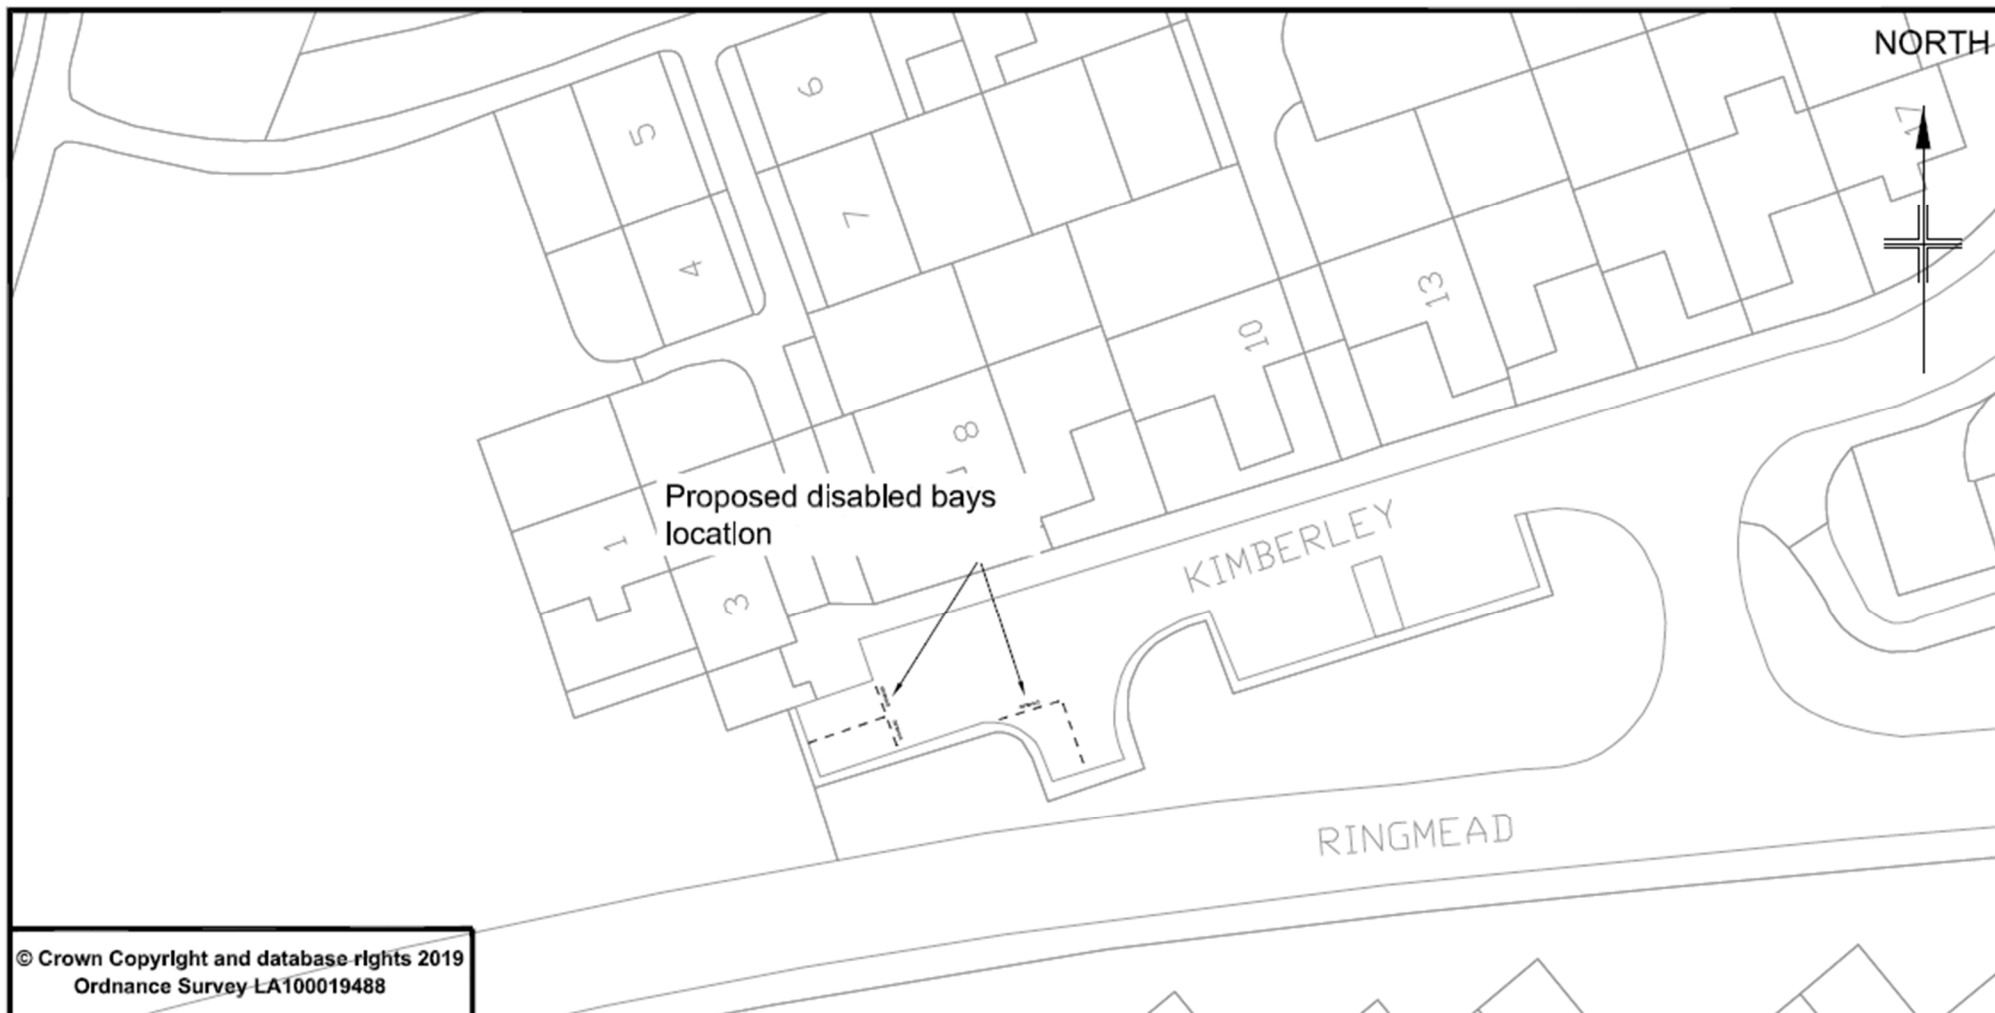 NORTH
6
5
17
7
4
13
10
8
Proposed disabled bays
location
1
KIMBERLEY
3
RINGMEAD
© Crown Copyright and database rights 2019
Ordnance Survey LA100019488